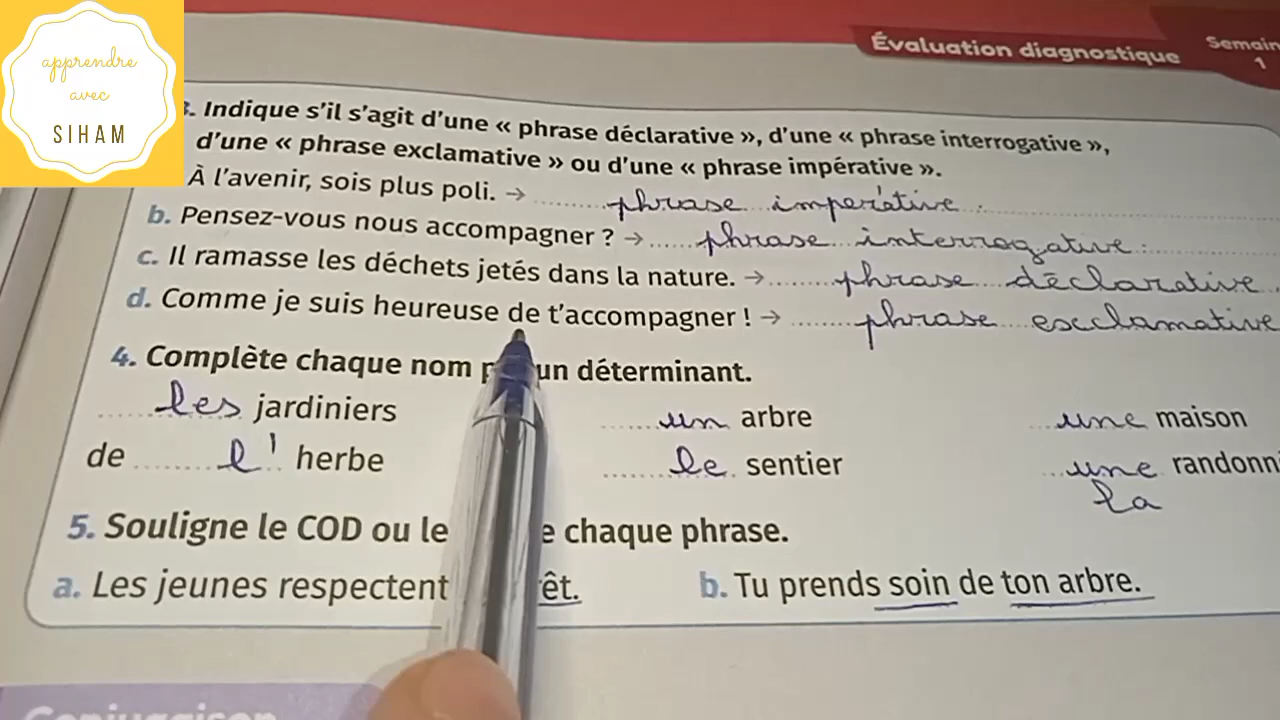 apprendre
avec
SIHAM
Évaluation diagnostique
1
3. Indique s'il s'agit d'une « phrase déclarative », d'une « phrase interrogative »,
d'une « phrase exclamative » ou d'une « phrase impérative ».
À l'avenir, sois plus poli. → phrase impérative.
b. Pensez-vous nous accompagner ? → phrase interrogative.
c. Il ramasse les déchets jetés dans la nature. → phrase déclarative
d. Comme je suis heureuse de t'accompagner ! → phrase esclamative
4. Complète chaque nom un déterminant.
les jardiniers un arbre une maison
de l' herbe le sentier une
la
5. Souligne le COD ou le chaque phrase.
a. Les jeunes respectent b. Tu prends soin de ton arbre.
Conjugaison